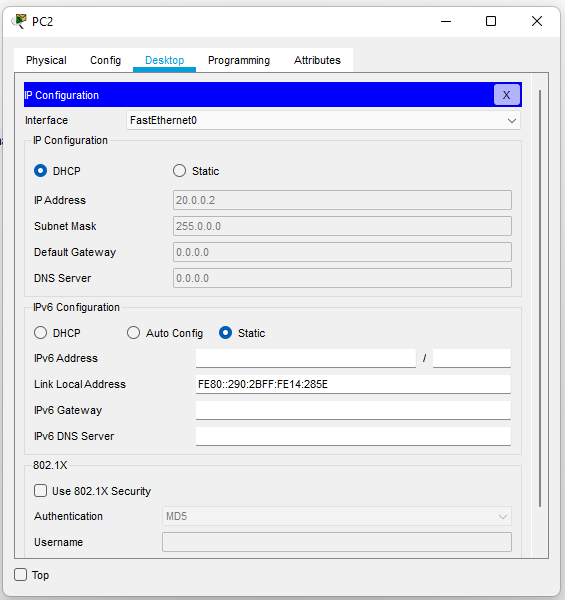 PC2
Physical Config Desktop Programming Attributes
IP Configuration X
Interface FastEthernet0
IP Configuration
DHCP Static
IP Address 20.0.0.2
Subnet Mask 255.0.0.0
Default Gateway 0.0.0.0
DNS Server 0.0.0.0
IPv6 Configuration
DHCP Auto Config Static
IPv6 Address /
Link Local Address FE80::290:2BFF:FE14:285E
IPv6 Gateway
IPv6 DNS Server
802.1X
Use 802.1X Security
Authentication MD5
Username
Top